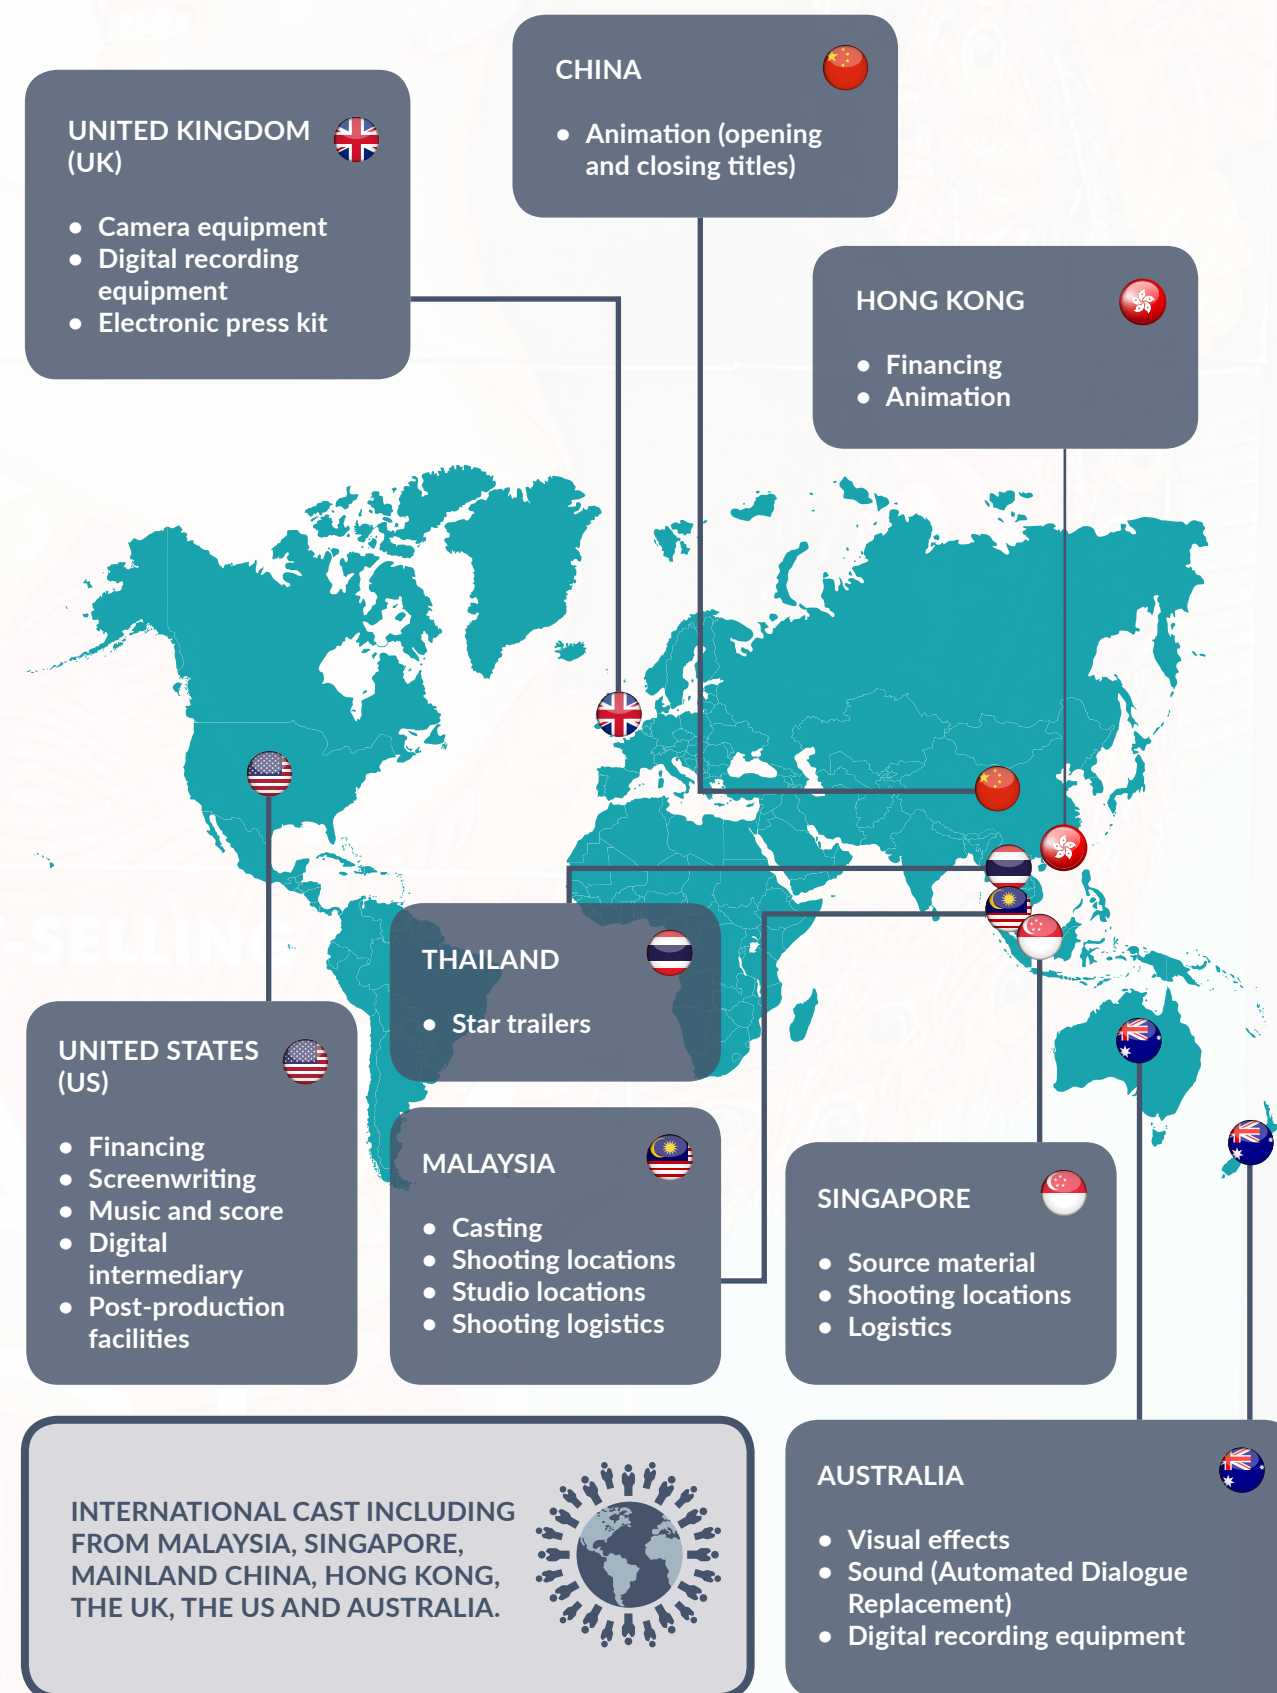 CHINA
● Animation (opening
and closing titles)
UNITED KINGDOM
(UK)
● Camera equipment
● Digital recording
equipment
● Electronic press kit
HONG KONG
● Financing
● Animation
THAILAND
● Star trailers
UNITED STATES
(US)
● Financing
● Screenwriting
● Music and score
● Digital
intermediary
● Post-production
facilities
MALAYSIA
● Casting
● Shooting locations
● Studio locations
● Shooting logistics
SINGAPORE
● Source material
● Shooting locations
● Logistics
INTERNATIONAL CAST INCLUDING
FROM MALAYSIA, SINGAPORE,
MAINLAND CHINA, HONG KONG,
THE UK, THE US AND AUSTRALIA.
AUSTRALIA
● Visual effects
● Sound (Automated Dialogue
Replacement)
● Digital recording equipment